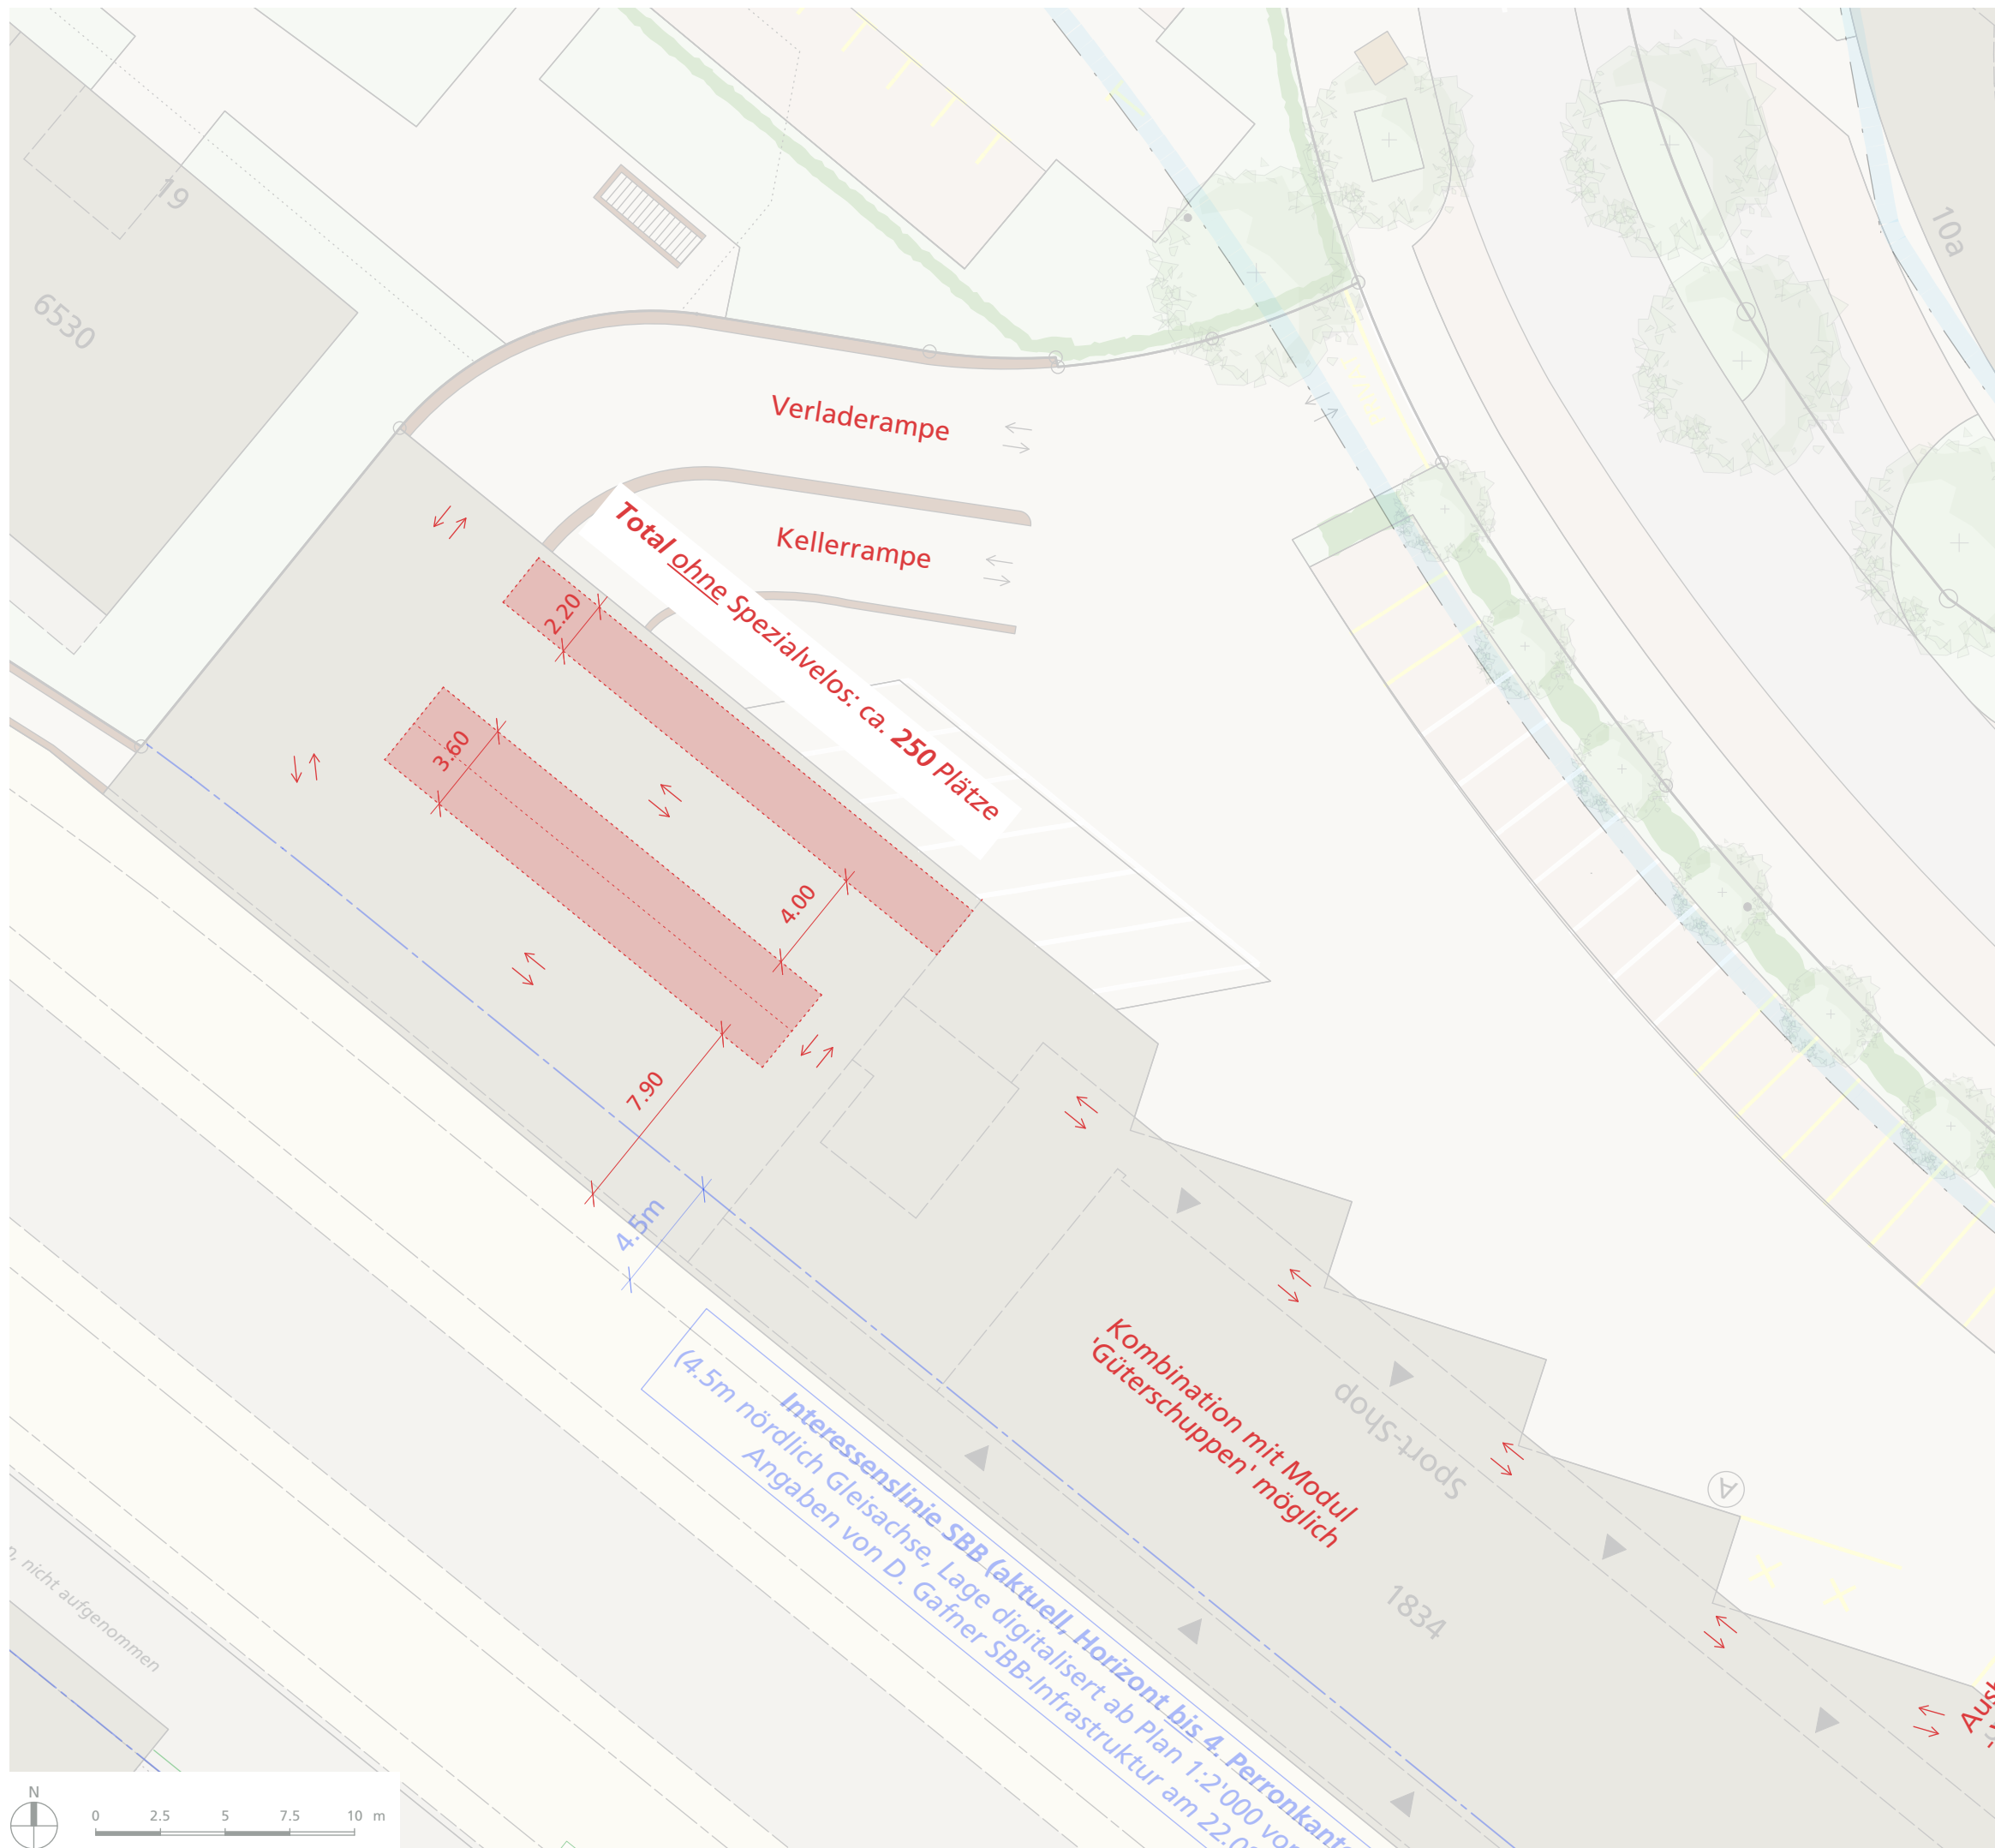 19
10a
6530
Verladerampe
Kellerrampe
Total ohne Spezialvelos: ca. 250 Plätze
2.20
3.60
4.00
7.90
4.5m
Interessenslinie SBB (aktuell, Horizont bis 4. Perronkante
(4.5m nördlich Gleisachse, Lage digitalisert ab Plan 1:2'000 von
Angaben von D. Gafner SBB-Infrastruktur am 22.0
Kombination mit Modul
'Güterschuppen' möglich
Sport-Shop
A
1834
n, nicht aufgenommen
N
0 2.5 5 7.5 10 m